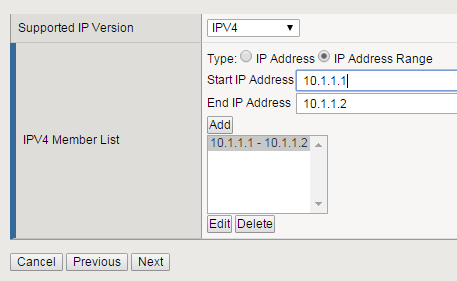 Supported IP Version IPV4
Type: IP Address IP Address Range
Start IP Address 10.1.1.1
End IP Address 10.1.1.2
Add
IPV4 Member List
10.1.1.1 - 10.1.1.2
Edit Delete
Cancel Previous Next